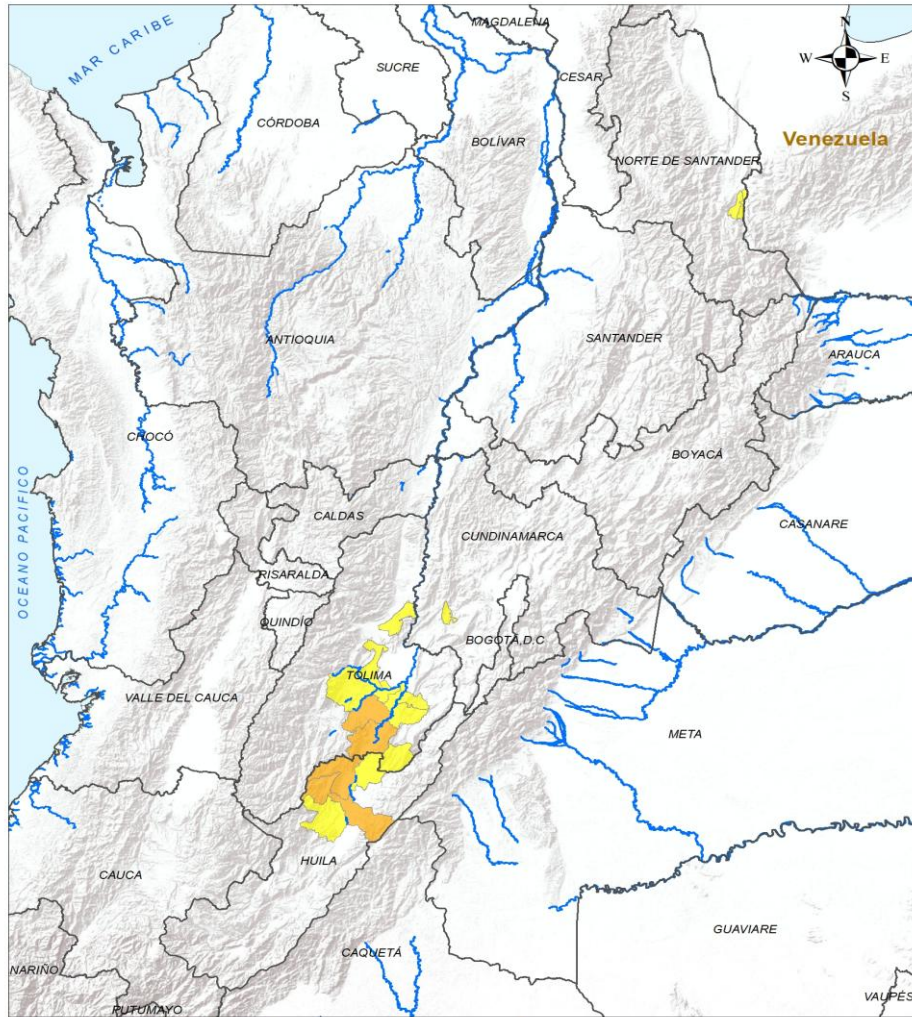 MAGDALENA
MAR CARIBE
N
W E
S
SUCRE
CESAR
CÓRDOBA
BOLÍVAR
Venezuela
NORTE DE SANTANDER
ANTIOQUIA
SANTANDER
ARAUCA
CHOCÓ
BOYACÁ
OCEANO PACIFICO
CALDAS
CASANARE
CUNDINAMARCA
RISARALDA
QUINDÍO
BOGOTÁ,D.C
TOLIMA
VALLE DEL CAUCA
META
HUILA
CAUCA
GUAVIARE
CAQUETÁ
NARIÑO
VAUPÉS
PUTUMAYO